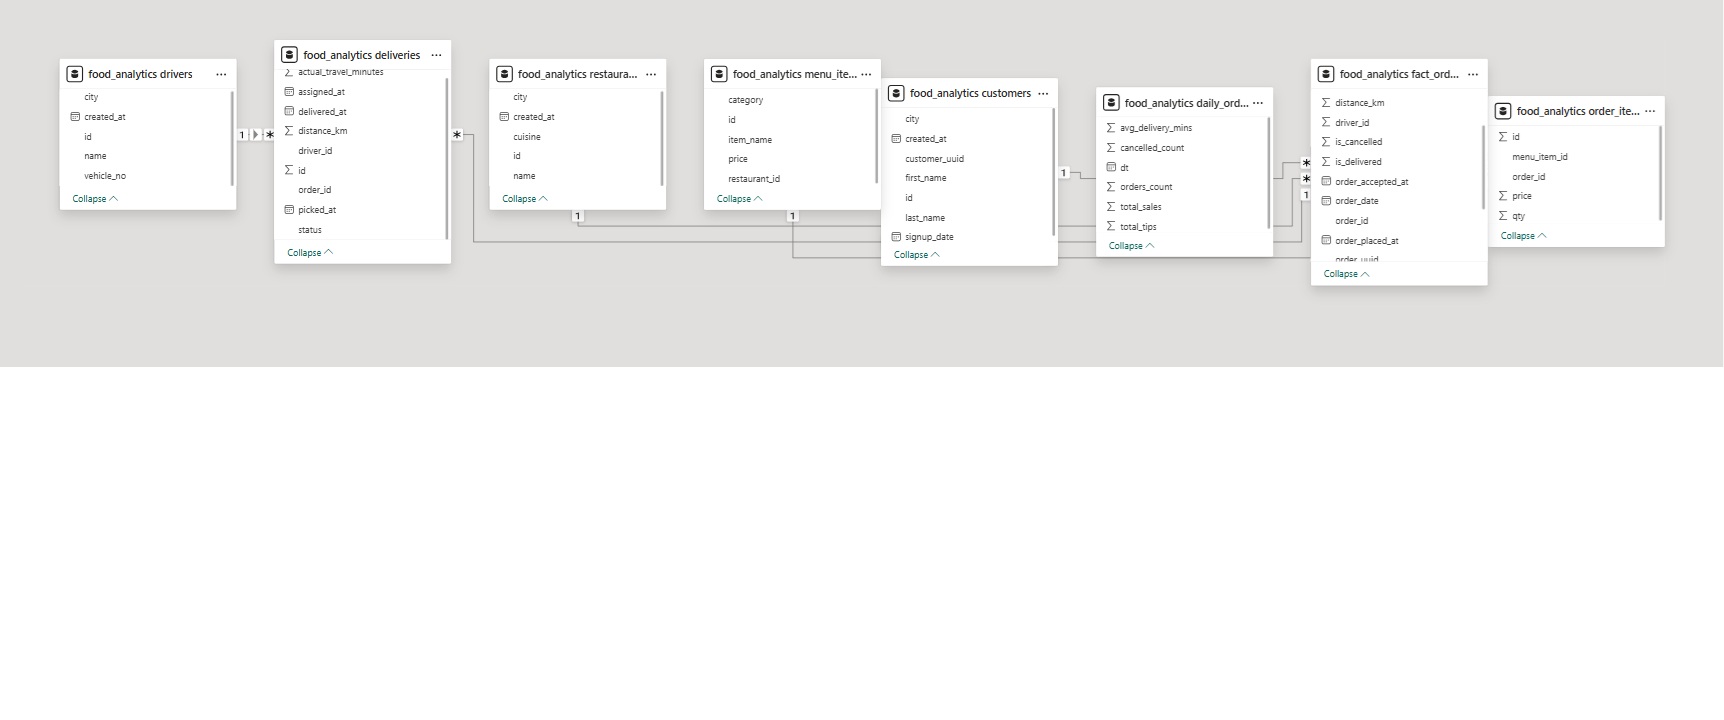 food_analytics drivers
city
created_at
id
name
vehicle_no
Collapse
1
*
food_analytics deliveries
actual_travel_minutes
assigned_at
delivered_at
distance_km
driver_id
id
order_id
picked_at
status
Collapse
*
food_analytics restaura...
city
created_at
cuisine
id
name
Collapse
1
food_analytics menu_ite...
category
id
item_name
price
restaurant_id
Collapse
1
food_analytics customers
city
created_at
customer_uuid
first_name
id
last_name
signup_date
Collapse
1
food_analytics daily_ord...
avg_delivery_mins
cancelled_count
dt
orders_count
total_sales
total_tips
Collapse
*
*
1
food_analytics fact_ord...
distance_km
driver_id
is_cancelled
is_delivered
order_accepted_at
order_date
order_id
order_placed_at
order_uuid
Collapse
food_analytics order_ite...
id
menu_item_id
order_id
price
qty
Collapse